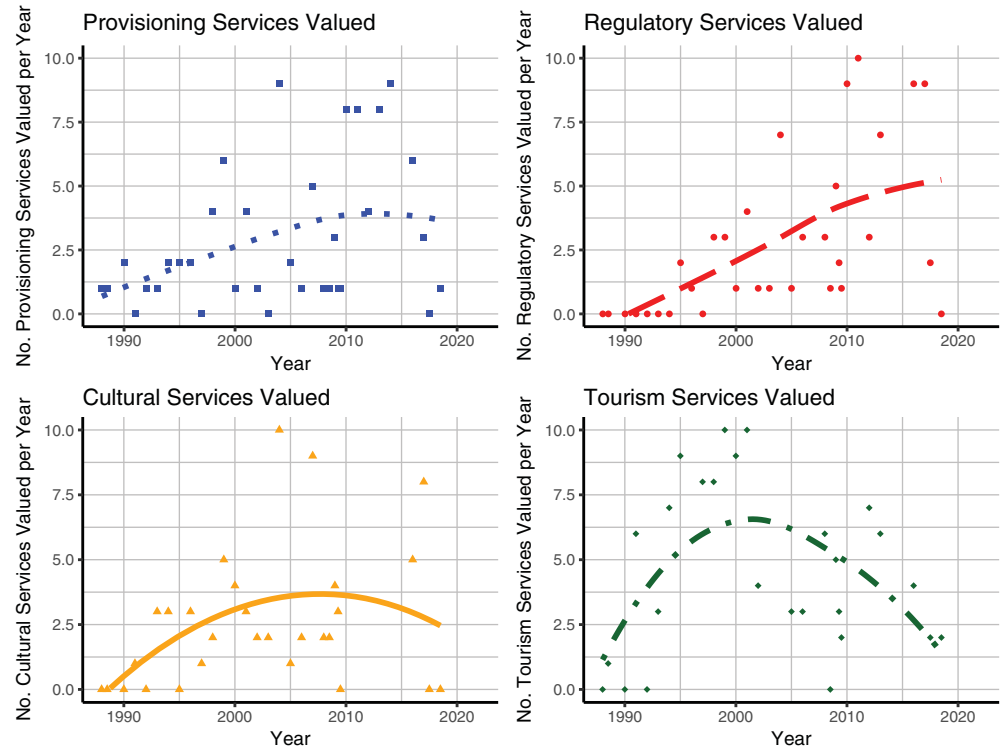 Provisioning Services Valued
No. Provisioning Services Valued per Year
10.0
7.5
5.0
2.5
0.0
1990 2000 2010 2020
Year
Regulatory Services Valued
No. Regulatory Services Valued per Year
10.0
7.5
5.0
2.5
0.0
1990 2000 2010 2020
Year
Cultural Services Valued
No. Cultural Services Valued per Year
10.0
7.5
5.0
2.5
0.0
1990 2000 2010 2020
Year
Tourism Services Valued
No. Tourism Services Valued per Year
10.0
7.5
5.0
2.5
0.0
1990 2000 2010 2020
Year